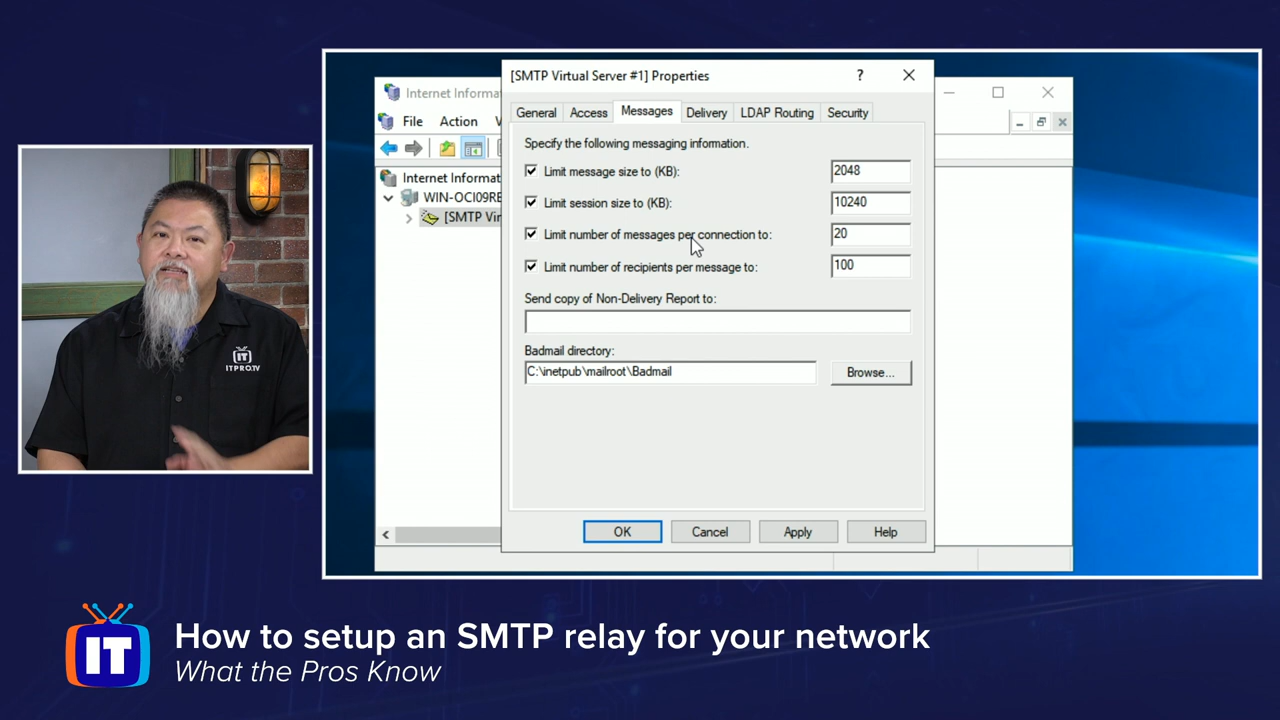 [SMTP Virtual Server #1] Properties
?
Internet Informa
File Action V
General Access Messages Delivery LDAP Routing Security
Specify the following messaging information.
Limit message size to (KB): 2048
Limit session size to (KB): 10240
Limit number of messages per connection to: 20
Limit number of recipients per message to: 100
Send copy of Non-Delivery Report to:
Badmail directory:
C:\inetpub\mailroot\Badmail Browse...
OK Cancel Apply Help
Internet Informat
WIN-OCI09RE
[SMTP Vir
IT
ITPRO.TV
IT
How to setup an SMTP relay for your network
What the Pros Know